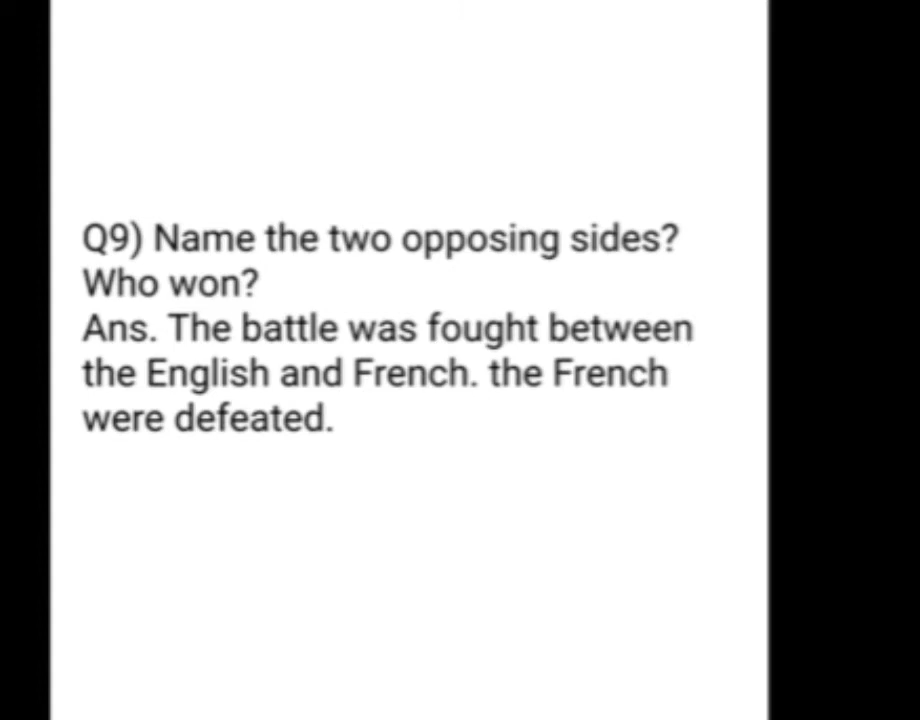 Q9) Name the two opposing sides?
Who won?
Ans. The battle was fought between
the English and French. the French
were defeated.